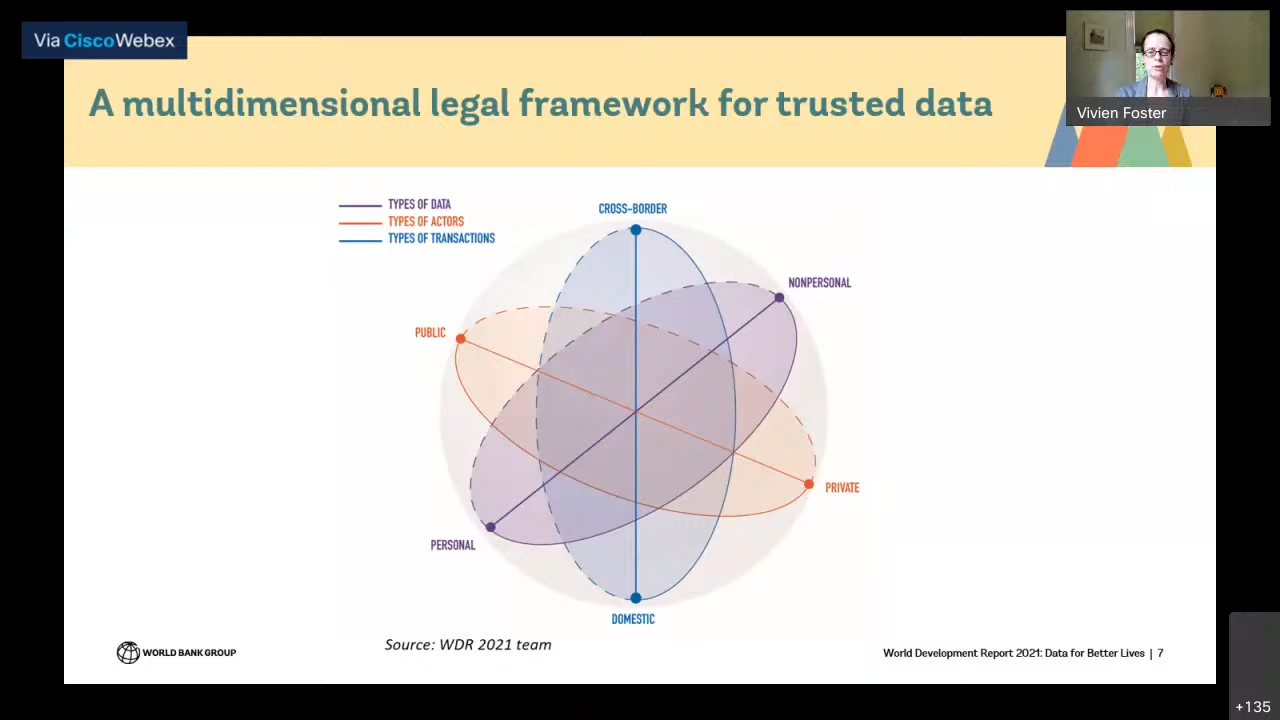 Via CiscoWebex
A multidimensional legal framework for trusted data
Vivien Foster
TYPES OF DATA
TYPES OF ACTORS
TYPES OF TRANSACTIONS
CROSS-BORDER
NONPERSONAL
PUBLIC
PRIVATE
PERSONAL
DOMESTIC
Source: WDR 2021 team
WORLD BANK GROUP
World Development Report 2021: Data for Better Lives | 7
+135